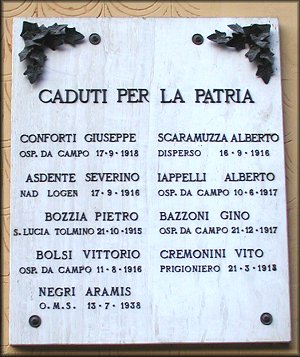 CADUTI PER LA PATRIA
CONFORTI GIUSEPPE
OSP. DA CAMPO 17·9·1918
ASDENTE SEVERINO
NAD LOGEN 17·9·1916
BOZZIA PIETRO
S. LUCIA TOLMINO 21·10·1915
BOLSI VITTORIO
OSP. DA CAMPO 11·8·1916
NEGRI ARAMIS
O.M.S. 13·7·1938
SCARAMUZZA ALBERTO
DISPERSO 16·9·1916
IAPPELLI ALBERTO
OSP. DA CAMPO 10·6·1917
BAZZONI GINO
OSP. DA CAMPO 21·12·1917
CREMONINI VITO
PRIGIONIERO 21·3·1918